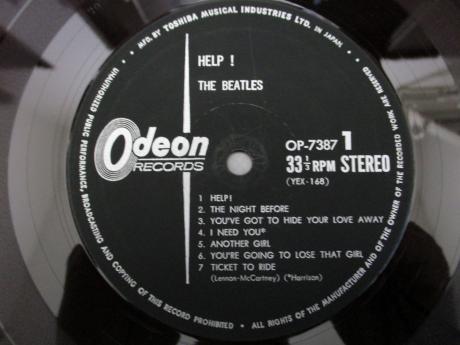 MFD. BY TOSHIBA MUSICAL INDUSTRIES LTD. IN JAPAN. • ALL RIGHTS OF THE MANUFACTURER AND OF THE OWNER OF THE RECORDED WORK ARE RESERVED
UNAUTHORIZED PUBLIC PERFORMANCE, BROADCASTING AND COPYING OF THIS RECORD PROHIBITED •
HELP !
THE BEATLES
Odeon
RECORDS
OP-7387 1
33 1/3 RPM STEREO
(YEX-168)
1 HELP!
2. THE NIGHT BEFORE
3. YOU'VE GOT TO HIDE YOUR LOVE AWAY
4. I NEED YOU*
5. ANOTHER GIRL
6. YOU'RE GOING TO LOSE THAT GIRL
7 TICKET TO RIDE
(Lennon-McCartney) (*Harrison)